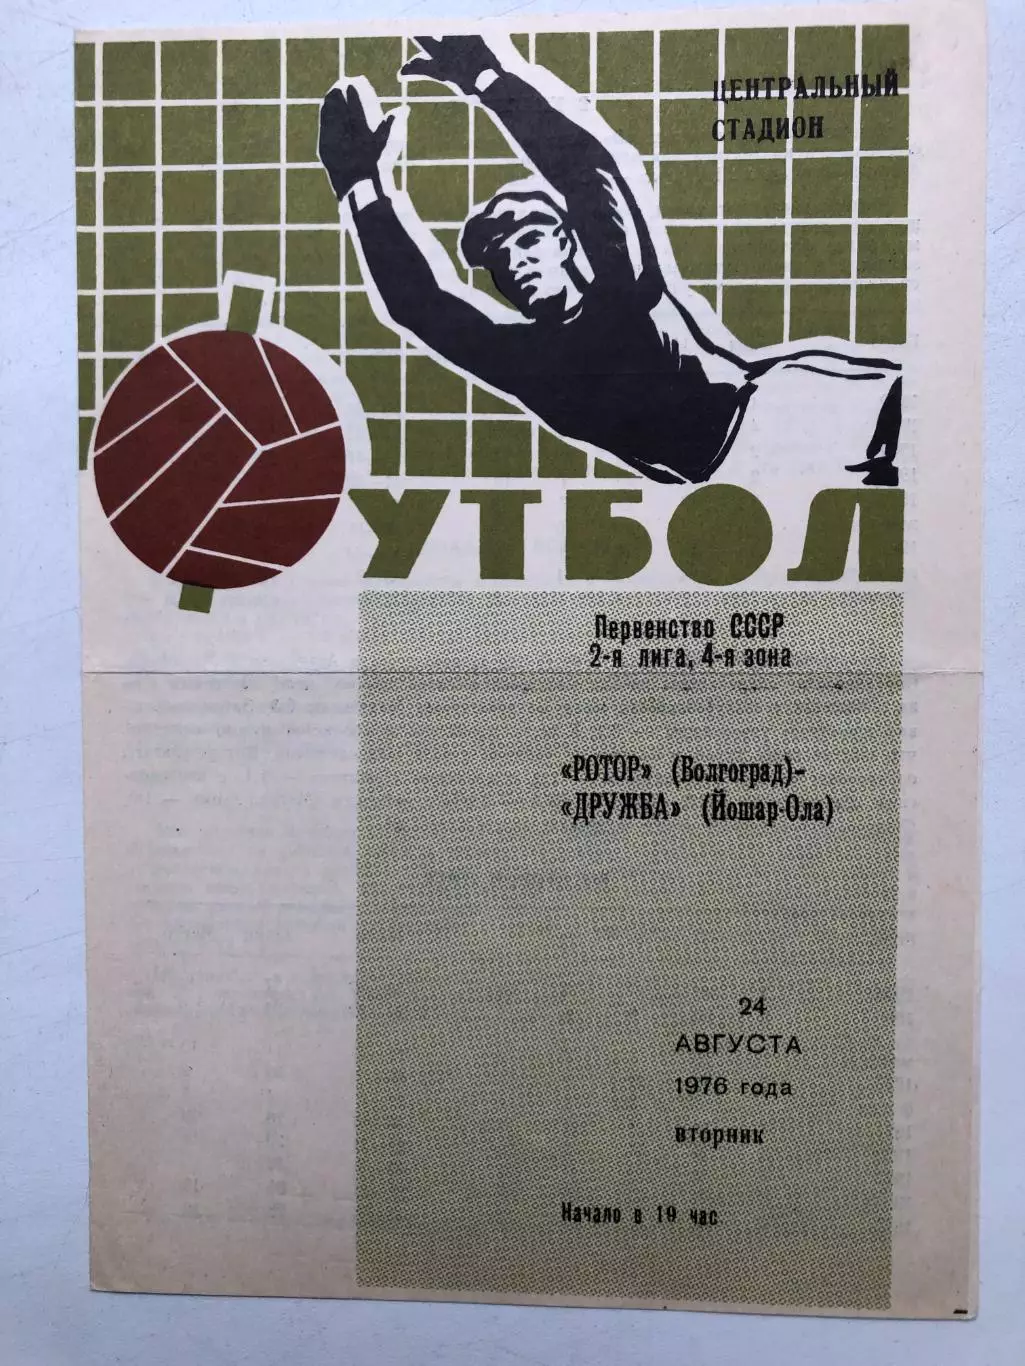 ЦЕНТРАЛЬНЫЙ
СТАДИОН
ФУТБОЛ
Первенство СССР
2-я лига, 4-я зона
«РОТОР» (Волгоград)-
«ДРУЖБА» (Йошар-Ола)
24
АВГУСТА
1976 года
вторник
Начало в 19 час